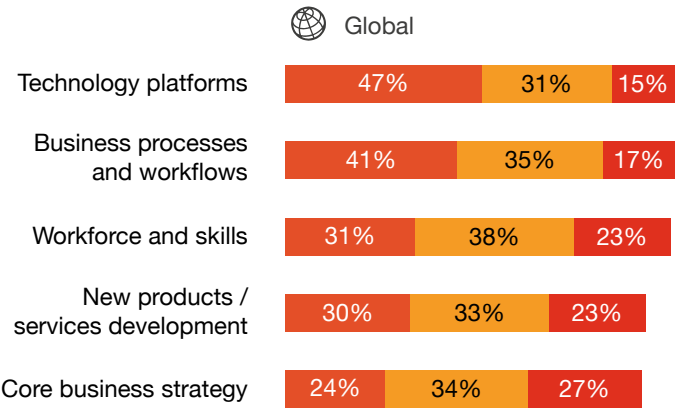 Global
Technology platforms
47% 31% 15%
Business processes
and workflows
41% 35% 17%
Workforce and skills
31% 38% 23%
New products /
services development
30% 33% 23%
Core business strategy
24% 34% 27%